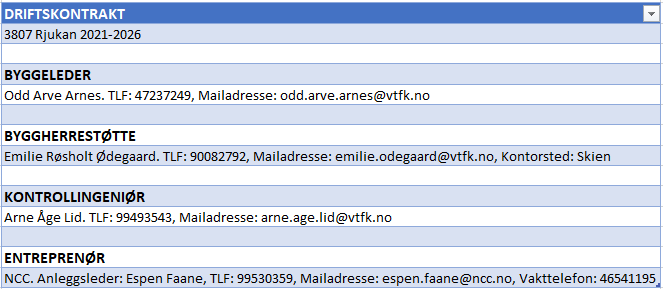 DRIFTSKONTRAKT
3807 Rjukan 2021-2026
BYGGELEDER
Odd Arve Arnes. TLF: 47237249, Mailadresse: odd.arve.arnes@vtfk.no
BYGGHERRESTØTTE
Emilie Røsholt Ødegaard. TLF: 90082792, Mailadresse: emilie.odegaard@vtfk.no, Kontorsted: Skien
KONTROLLINGENIØR
Arne Åge Lid. TLF: 99493543, Mailadresse: arne.age.lid@vtfk.no
ENTREPRENØR
NCC. Anleggsleder: Espen Faane, TLF: 99530359, Mailadresse: espen.faane@ncc.no, Vakttelefon: 46541195,